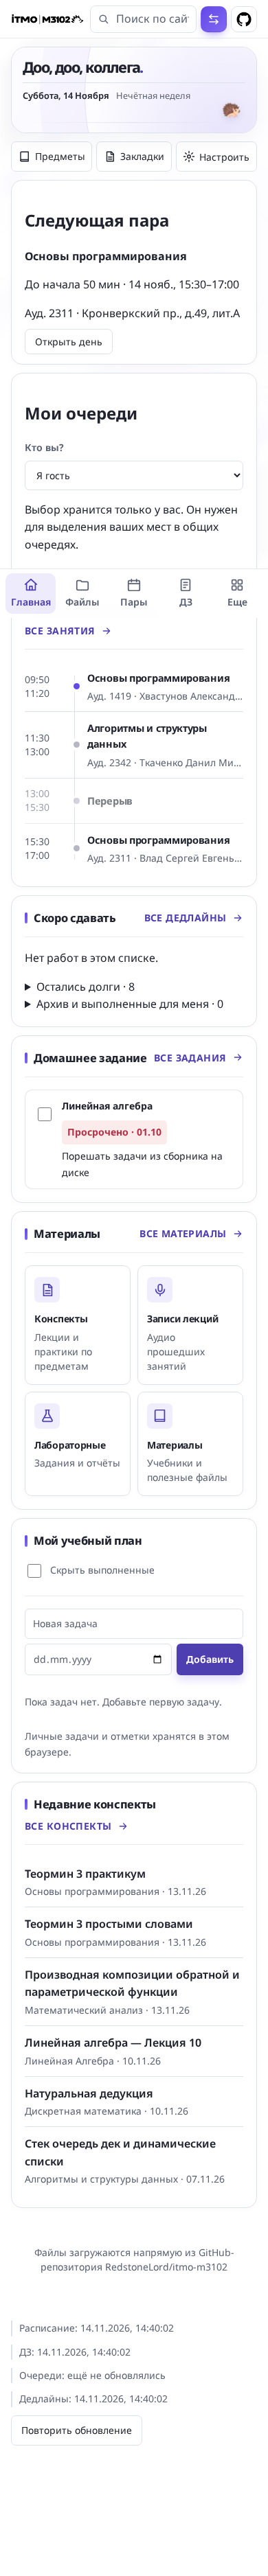 ITMO | M3102
Поиск по сай
Доо, доо, коллега.
Суббота, 14 Ноября Нечётная неделя
Предметы
Закладки
Настроить
Следующая пара
Основы программирования
До начала 50 мин · 14 нояб., 15:30–17:00
Ауд. 2311 · Кронверкский пр., д.49, лит.А
Открыть день
Мои очереди
Кто вы?
Я гость
Выбор хранится только у вас. Он нужен
для выделения ваших мест в общих
очередях.
Главная
Файлы
Пары
ДЗ
Еще
ВСЕ ЗАНЯТИЯ →
09:50
11:20
Основы программирования
Ауд. 1419 · Хвастунов Александ...
11:30
13:00
Алгоритмы и структуры
данных
Ауд. 2342 · Ткаченко Данил Ми...
13:00
15:30
Перерыв
15:30
17:00
Основы программирования
Ауд. 2311 · Влад Сергей Евгень...
Скоро сдавать
ВСЕ ДЕДЛАЙНЫ →
Нет работ в этом списке.
▶ Остались долги · 8
▶ Архив и выполненные для меня · 0
Домашнее задание
ВСЕ ЗАДАНИЯ →
Линейная алгебра
Просрочено · 01.10
Порешать задачи из сборника на
диске
Материалы
ВСЕ МАТЕРИАЛЫ →
Конспекты
Лекции и
практики по
предметам
Записи лекций
Аудио
прошедших
занятий
Лабораторные
Задания и отчёты
Материалы
Учебники и
полезные файлы
Мой учебный план
Скрыть выполненные
Новая задача
dd.mm.yyyy
Добавить
Пока задач нет. Добавьте первую задачу.
Личные задачи и отметки хранятся в этом
браузере.
Недавние конспекты
ВСЕ КОНСПЕКТЫ →
Теормин 3 практикум
Основы программирования · 13.11.26
Теормин 3 простыми словами
Основы программирования · 13.11.26
Производная композиции обратной и
параметрической функции
Математический анализ · 13.11.26
Линейная алгебра — Лекция 10
Линейная Алгебра · 10.11.26
Натуральная дедукция
Дискретная математика · 10.11.26
Стек очередь дек и динамические
списки
Алгоритмы и структуры данных · 07.11.26
Файлы загружаются напрямую из GitHub-
репозитория RedstoneLord/itmo-m3102
Расписание: 14.11.2026, 14:40:02
ДЗ: 14.11.2026, 14:40:02
Очереди: ещё не обновлялись
Дедлайны: 14.11.2026, 14:40:02
Повторить обновление